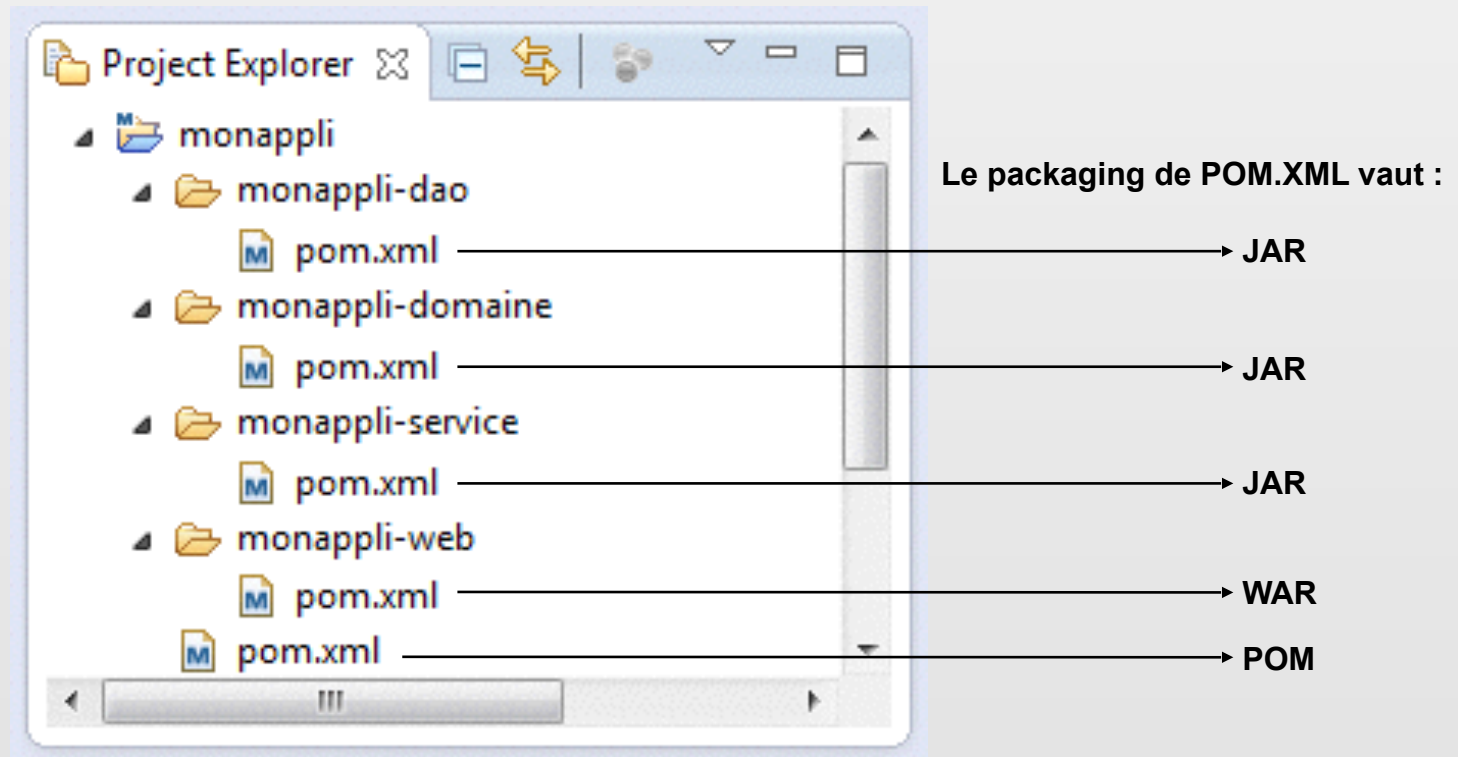 Project Explorer
monappli
Le packaging de POM.XML vaut :
monappli-dao
pom.xml JAR
monappli-domaine
pom.xml JAR
monappli-service
pom.xml JAR
monappli-web
pom.xml WAR
pom.xml POM